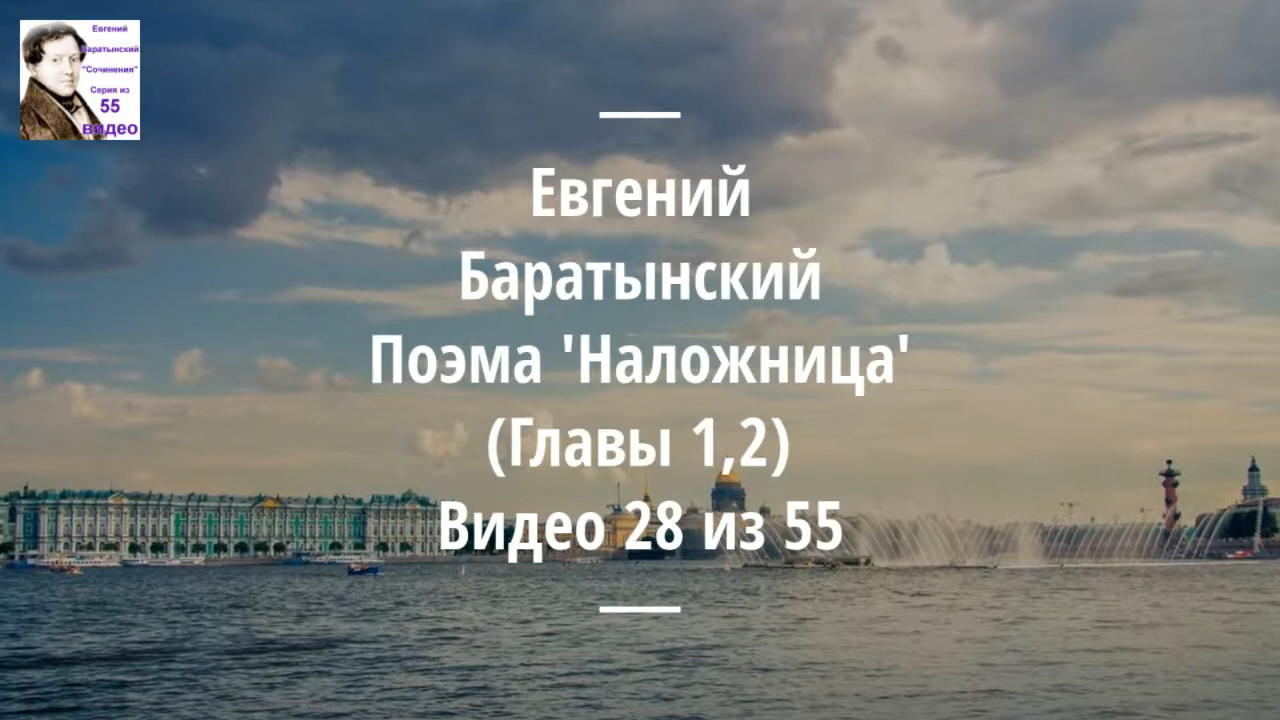 Евгений
Баратынский
"Сочинения"
Серия из
55
видео
Евгений
Баратынский
Поэма 'Наложница'
(Главы 1,2)
Видео 28 из 55